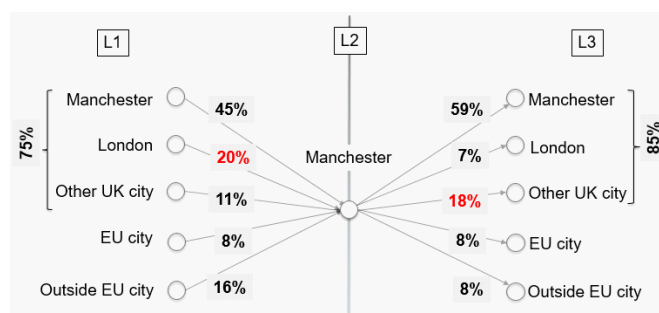 L1
L2
L3
Manchester
45%
59%
Manchester
75%
London
20%
Manchester
7%
London
85%
Other UK city
11%
18%
Other UK city
EU city
8%
8%
EU city
Outside EU city
16%
8%
Outside EU city